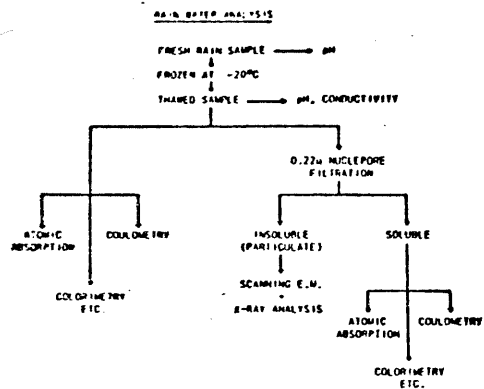 RAIN WATER ANALYSIS
FRESH RAIN SAMPLE → pH
FROZEN AT -20°C
THAWED SAMPLE → pH, CONDUCTIVITY
0.22µ NUCLEPORE
FILTRATION
ATOMIC
ABSORPTION
COULOMETRY
COLORIMETRY
ETC.
INSOLUBLE
(PARTICULATE)
SOLUBLE
SCANNING E.M.
+
X-RAY ANALYSIS
ATOMIC
ABSORPTION
COULOMETRY
COLORIMETRY
ETC.